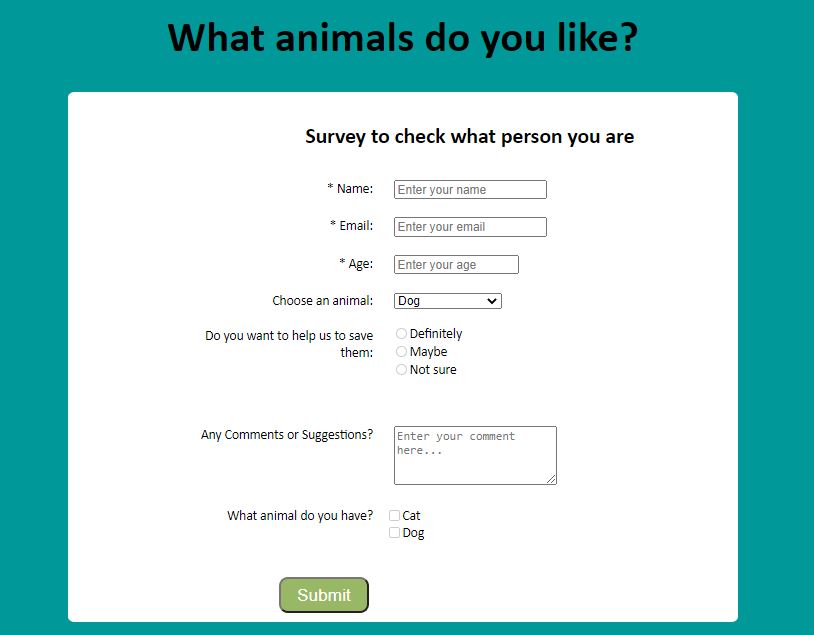 What animals do you like?
Survey to check what person you are
* Name: Enter your name
* Email: Enter your email
* Age: Enter your age
Choose an animal: Dog
Do you want to help us to save
them:
Definitely
Maybe
Not sure
Any Comments or Suggestions?
Enter your comment
here...
What animal do you have?
Cat
Dog
Submit